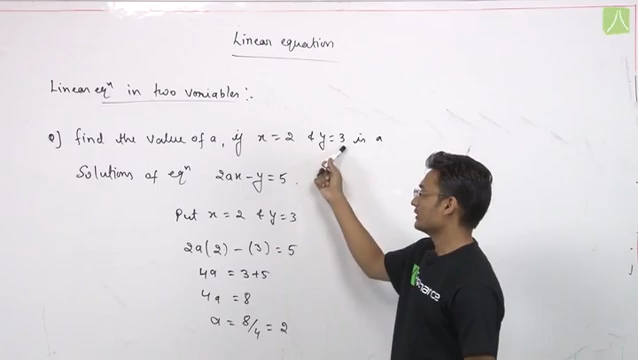 Linear equation
Linear eqⁿ in two variables :-
Q) find the value of a, if x = 2 & y = 3 is a
Solutions of eqⁿ 2ax - y = 5 .
Put x = 2 & y = 3
2a(2) - (3) = 5
4a = 3+5
4a = 8
a = 8/4 = 2